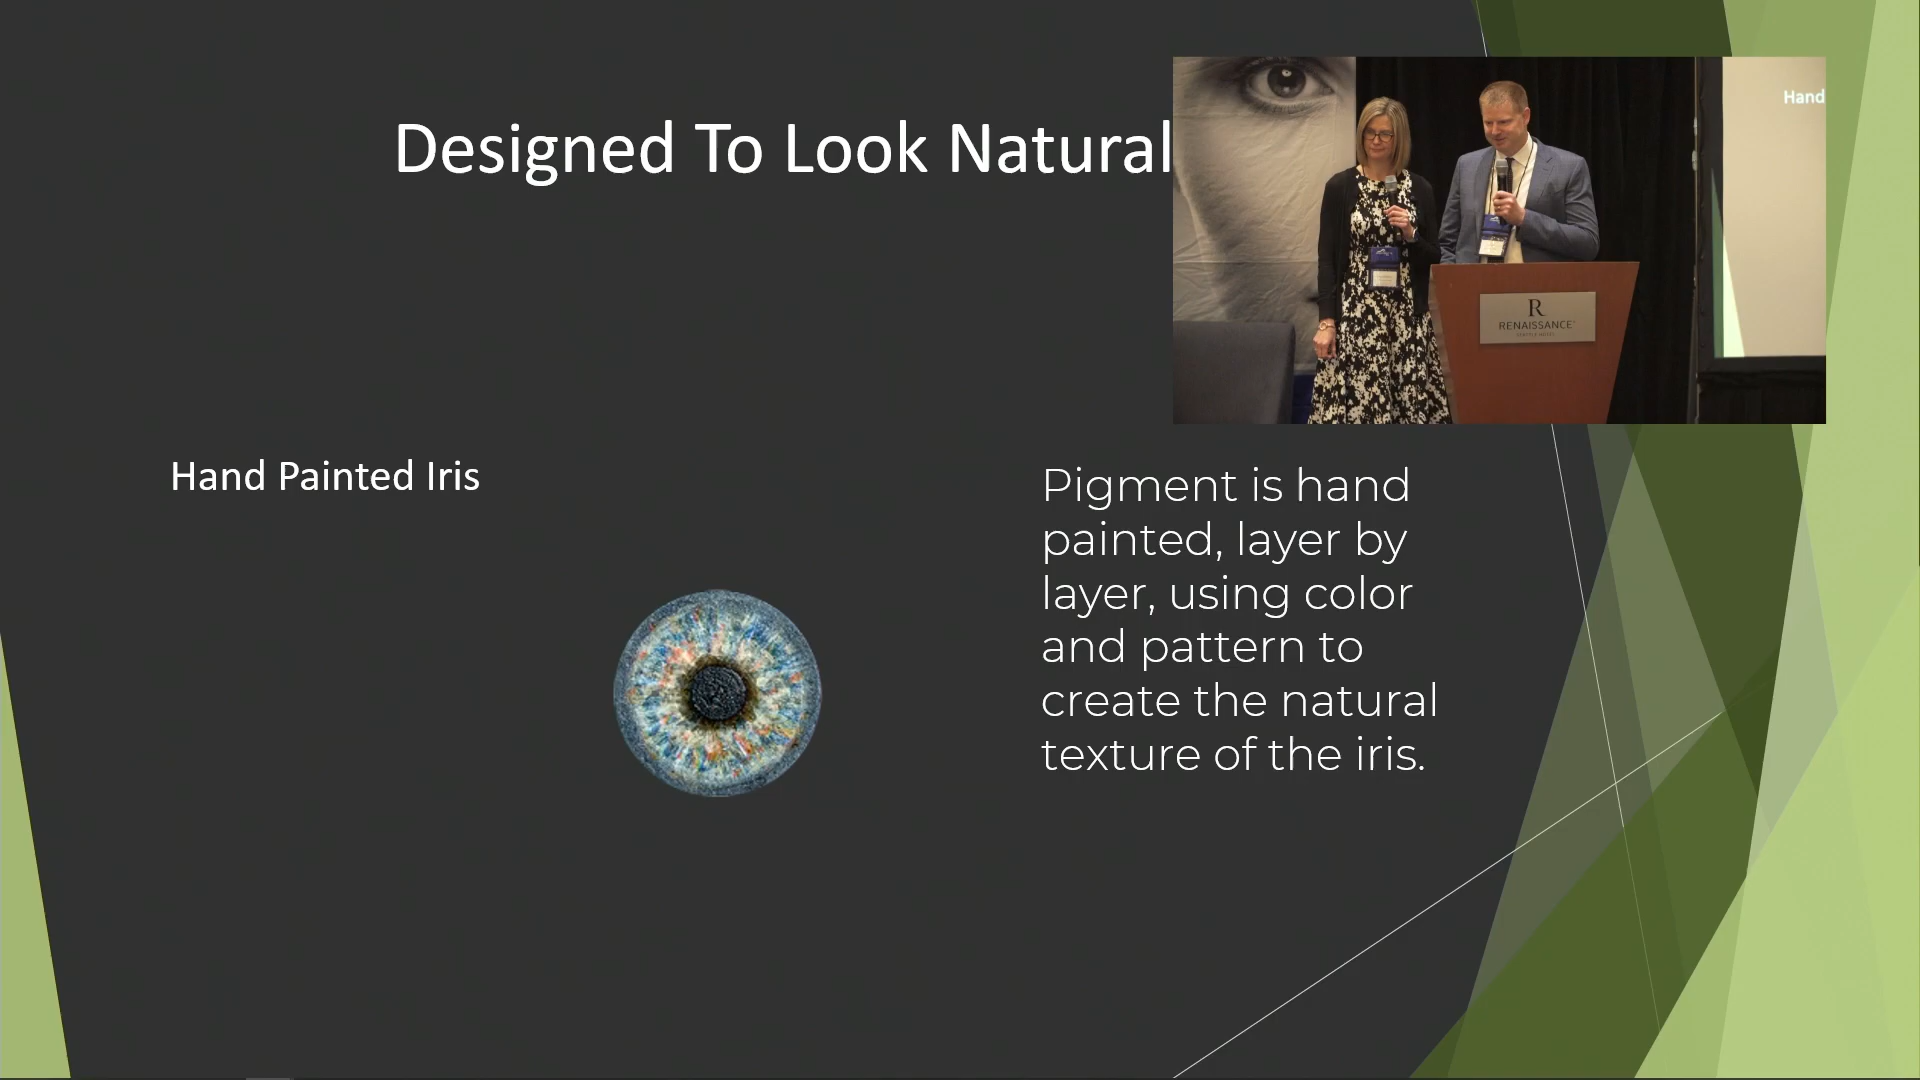 Designed To Look Natural
Hand
R
RENAISSANCE
Hand Painted Iris
Pigment is hand
painted, layer by
layer, using color
and pattern to
create the natural
texture of the iris.